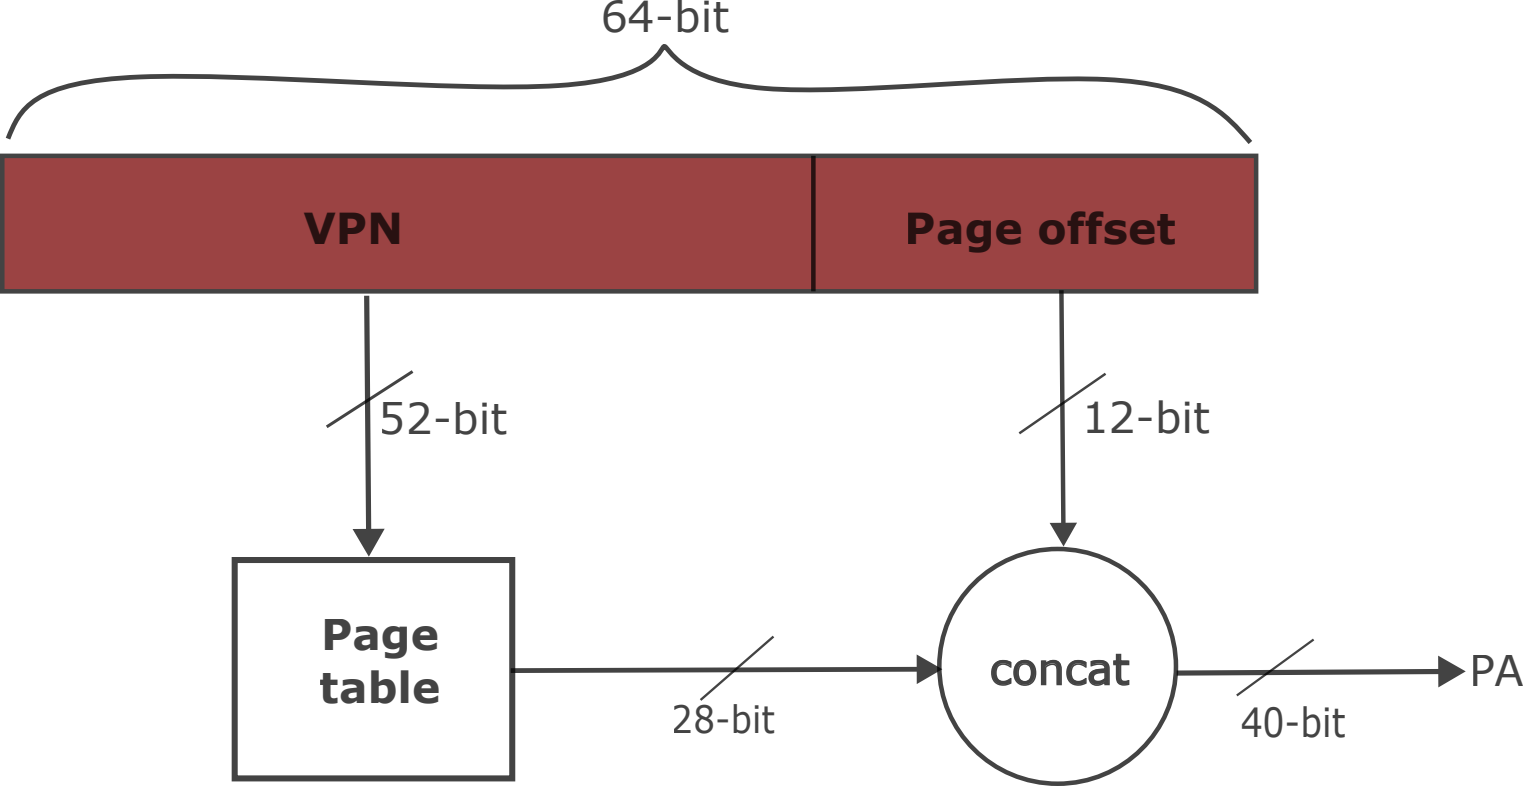 64-bit
VPN
Page offset
52-bit
12-bit
Page
table
28-bit
concat
40-bit
PA